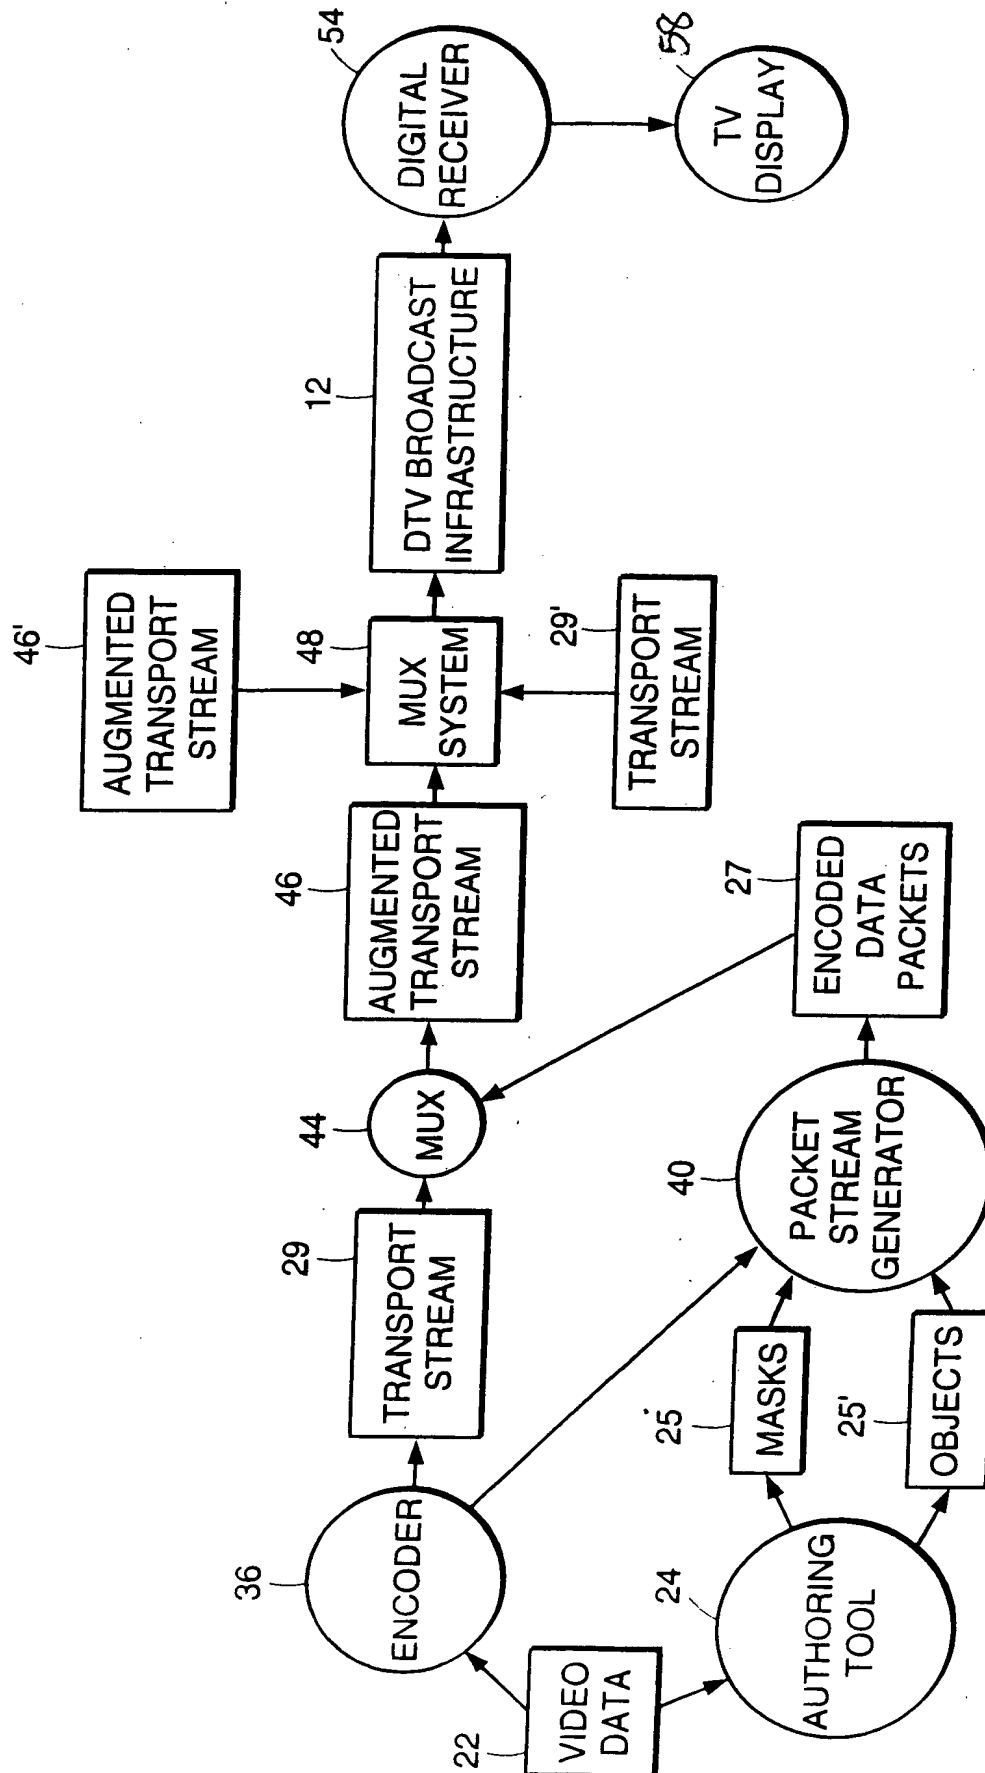 22
VIDEO
DATA
36
ENCODER
24
AUTHORING
TOOL
29
TRANSPORT
STREAM
25
MASKS
25'
OBJECTS
44
MUX
40
PACKET
STREAM
GENERATOR
46
AUGMENTED
TRANSPORT
STREAM
27
ENCODED
DATA
PACKETS
46'
AUGMENTED
TRANSPORT
STREAM
48
MUX
SYSTEM
29'
TRANSPORT
STREAM
12
DTV BROADCAST
INFRASTRUCTURE
54
DIGITAL
RECEIVER
58
TV
DISPLAY